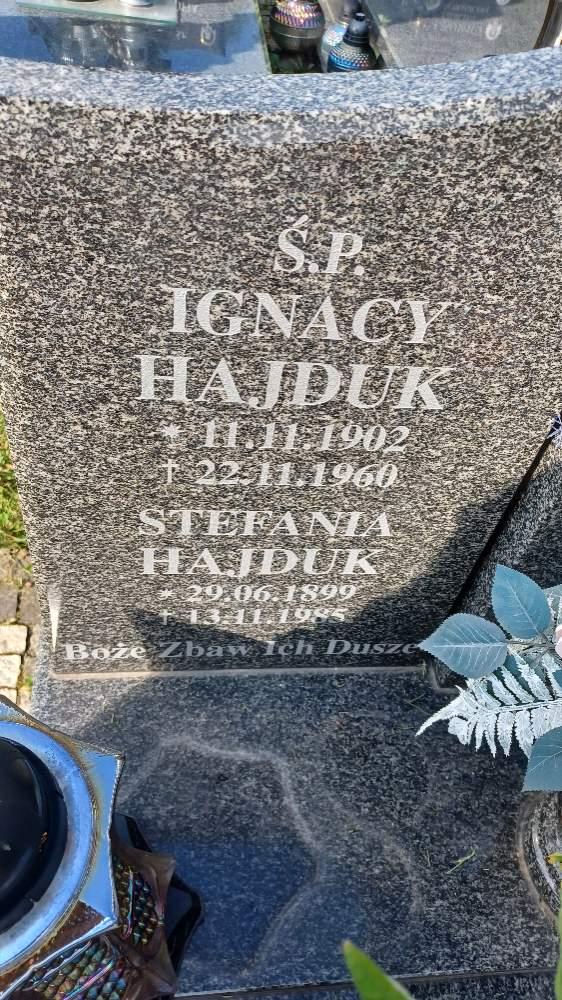 Ś.P.
IGNACY
HAJDUK
* 11.11.1902
† 22.11.1960
STEFANIA
HAJDUK
* 29.06.1899
† 13.11.1985
Boże Zbaw Ich Dusze